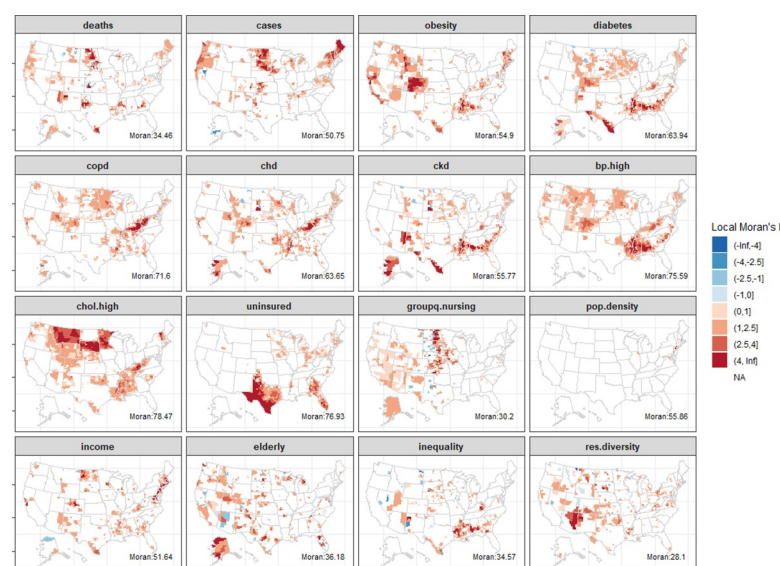 deaths
cases
obesity
diabetes
Moran:34.46
Moran:50.75
Moran:54.9
Moran:63.94
copd
chd
ckd
bp.high
Moran:71.6
Moran:63.65
Moran:55.77
Moran:75.59
chol.high
uninsured
groupq.nursing
pop.density
Moran:78.47
Moran:76.93
Moran:30.2
Moran:55.86
income
elderly
inequality
res.diversity
Moran:51.64
Moran:36.18
Moran:34.57
Moran:28.1
Local Moran's I
(-Inf,-4]
(-4,-2.5]
(-2.5,-1]
(-1,0]
(0,1]
(1,2.5]
(2.5,4]
(4, Inf]
NA